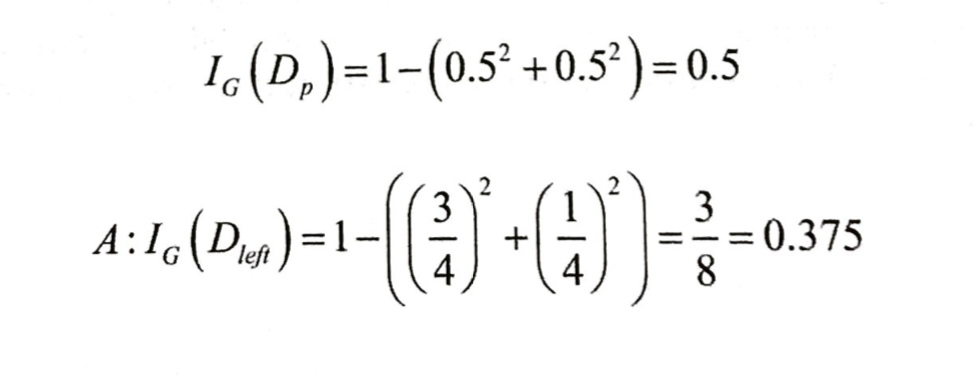 I_G(D_p)=1−(0.5²+0.5²)=0.5
A:I_G(D_left)=1−((3/4)²+(1/4)²)=3/8=0.375